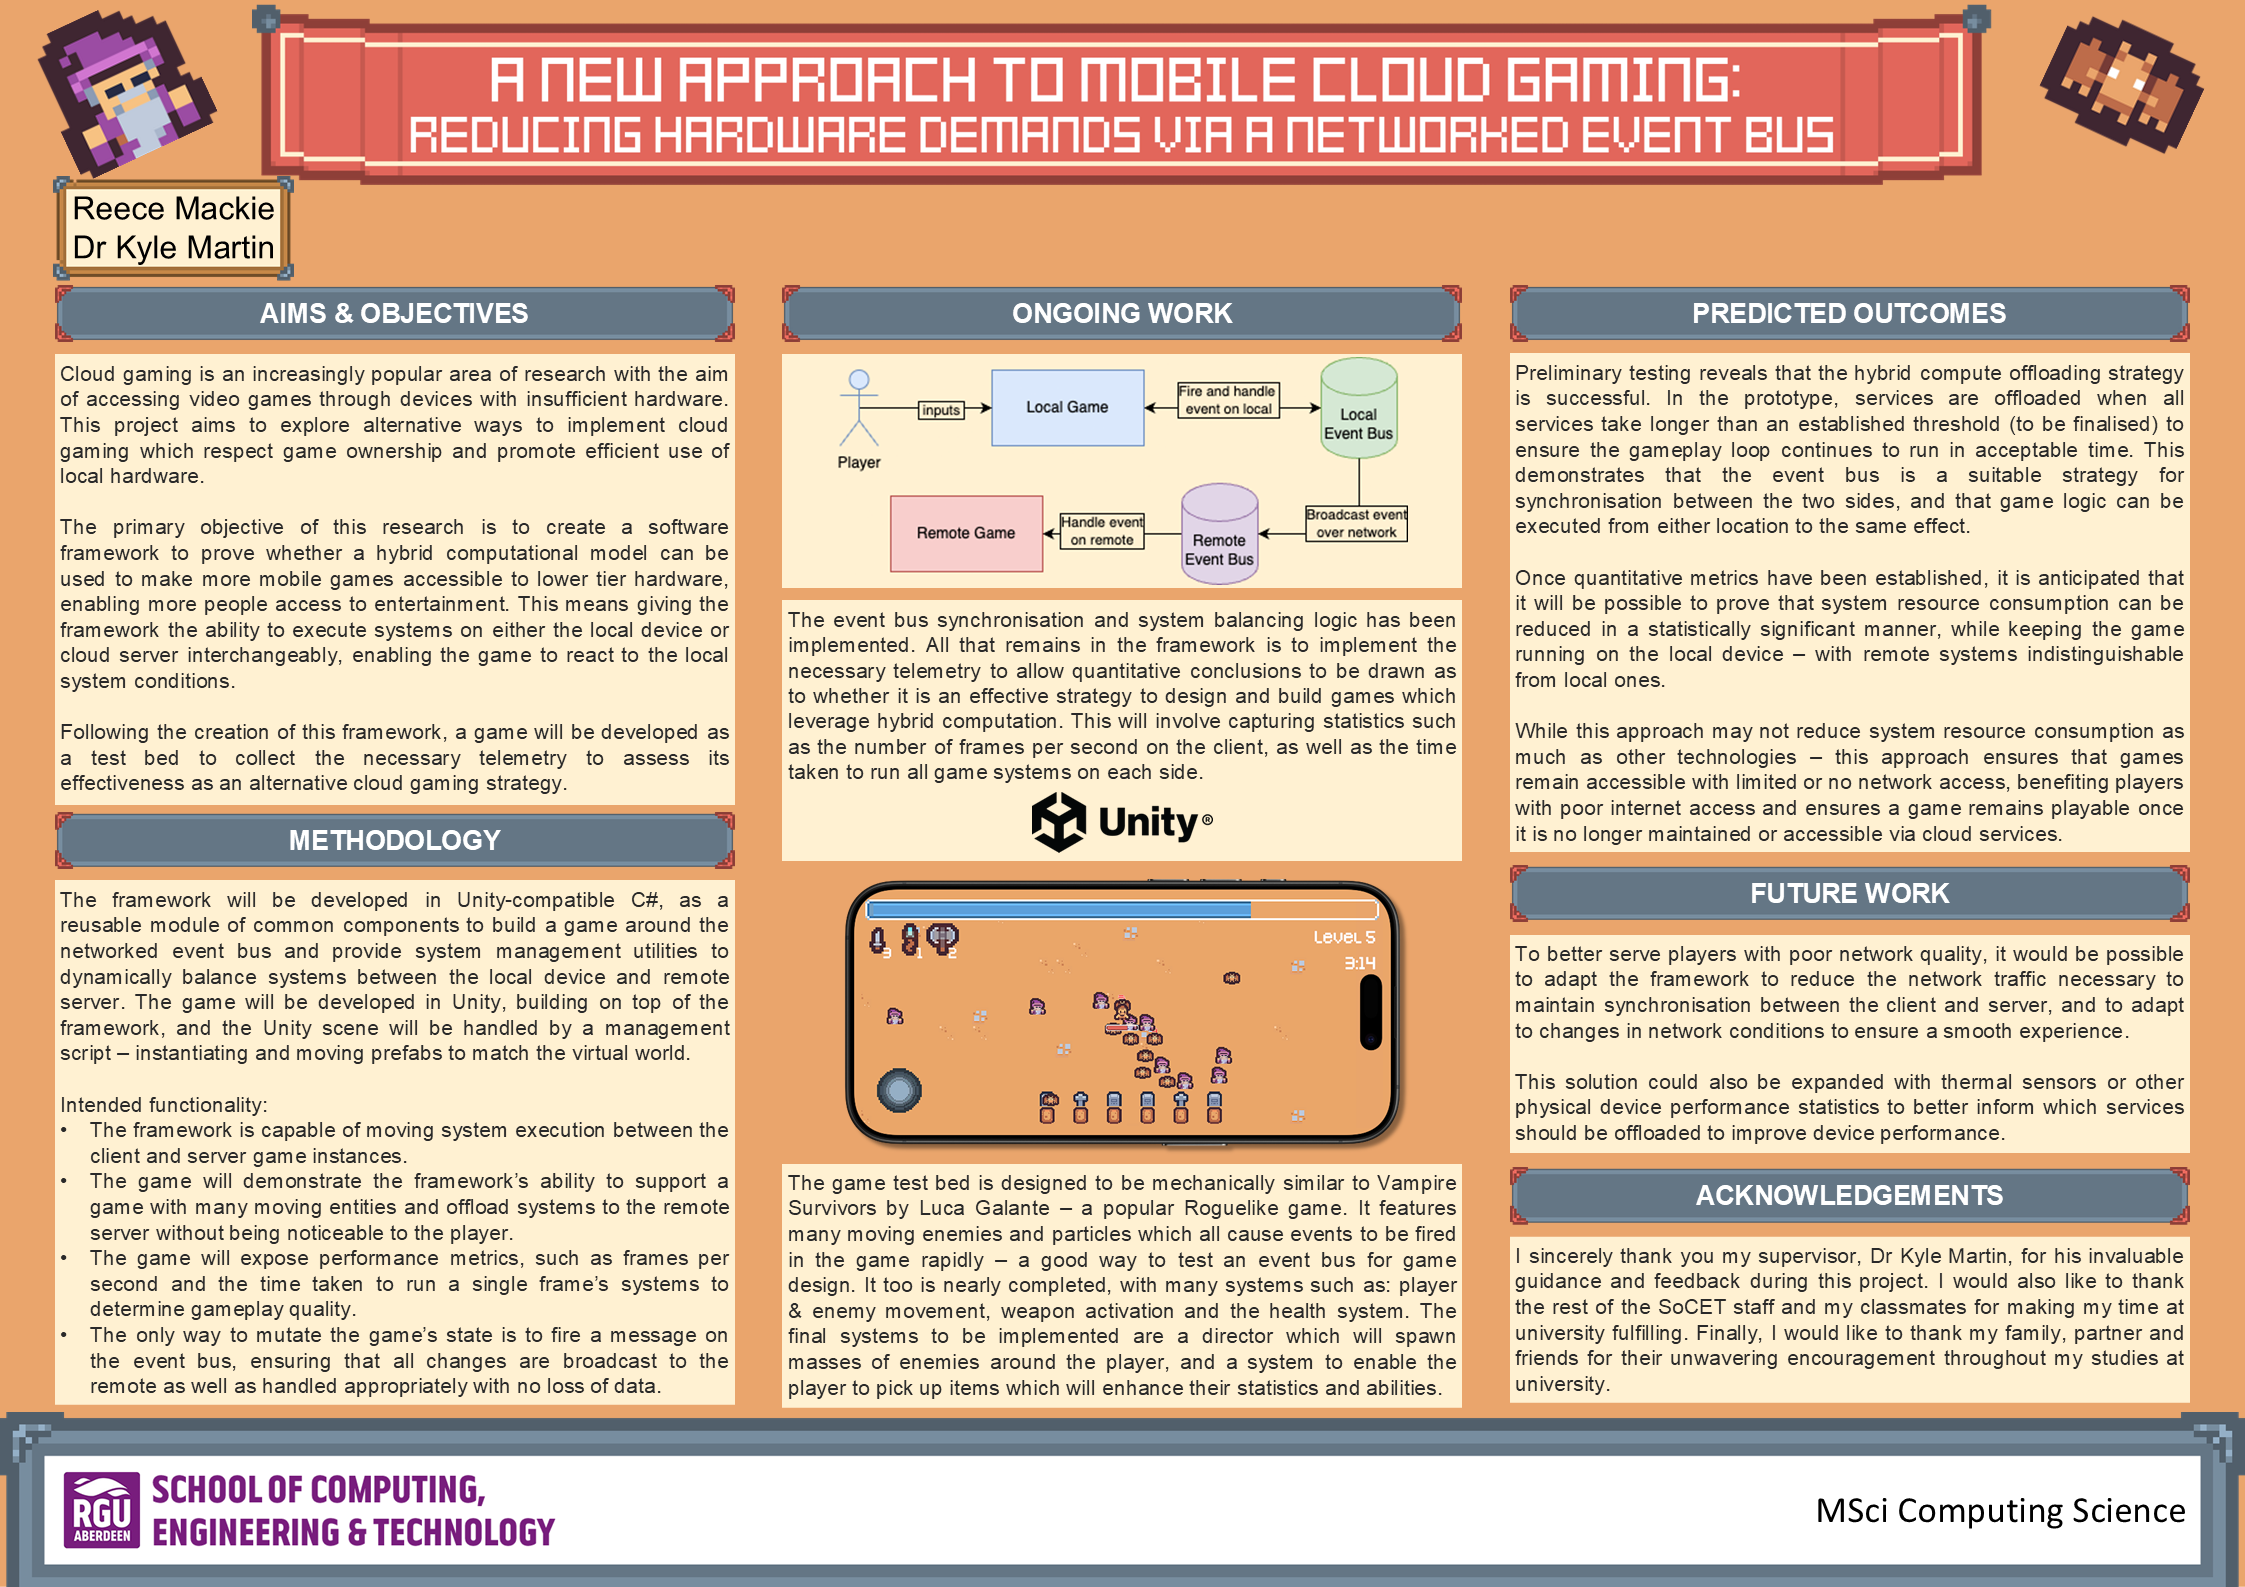 A NEW APPROACH TO MOBILE CLOUD GAMING:
REDUCING HARDWARE DEMANDS VIA A NETWORKED EVENT BUS
Reece Mackie
Dr Kyle Martin
AIMS & OBJECTIVES
Cloud gaming is an increasingly popular area of research with the aim
of accessing video games through devices with insufficient hardware.
This project aims to explore alternative ways to implement cloud
gaming which respect game ownership and promote efficient use of
local hardware.
The primary objective of this research is to create a software
framework to prove whether a hybrid computational model can be
used to make more mobile games accessible to lower tier hardware,
enabling more people access to entertainment. This means giving the
framework the ability to execute systems on either the local device or
cloud server interchangeably, enabling the game to react to the local
system conditions.
Following the creation of this framework, a game will be developed as
a test bed to collect the necessary telemetry to assess its
effectiveness as an alternative cloud gaming strategy.
METHODOLOGY
The framework will be developed in Unity-compatible C#, as a
reusable module of common components to build a game around the
networked event bus and provide system management utilities to
dynamically balance systems between the local device and remote
server. The game will be developed in Unity, building on top of the
framework, and the Unity scene will be handled by a management
script – instantiating and moving prefabs to match the virtual world.
Intended functionality:
• The framework is capable of moving system execution between the
client and server game instances.
• The game will demonstrate the framework's ability to support a
game with many moving entities and offload systems to the remote
server without being noticeable to the player.
• The game will expose performance metrics, such as frames per
second and the time taken to run a single frame's systems to
determine gameplay quality.
• The only way to mutate the game's state is to fire a message on
the event bus, ensuring that all changes are broadcast to the
remote as well as handled appropriately with no loss of data.
ONGOING WORK
Player
inputs
Local Game
Fire and handle
event on local
Local
Event Bus
Broadcast event
over network
Remote
Event Bus
Handle event
on remote
Remote Game
The event bus synchronisation and system balancing logic has been
implemented. All that remains in the framework is to implement the
necessary telemetry to allow quantitative conclusions to be drawn as
to whether it is an effective strategy to design and build games which
leverage hybrid computation. This will involve capturing statistics such
as the number of frames per second on the client, as well as the time
taken to run all game systems on each side.
Unity®
3 1 2
Level 5
3:14
5 5 5 5 5 5
The game test bed is designed to be mechanically similar to Vampire
Survivors by Luca Galante – a popular Roguelike game. It features
many moving enemies and particles which all cause events to be fired
in the game rapidly – a good way to test an event bus for game
design. It too is nearly completed, with many systems such as: player
& enemy movement, weapon activation and the health system. The
final systems to be implemented are a director which will spawn
masses of enemies around the player, and a system to enable the
player to pick up items which will enhance their statistics and abilities.
PREDICTED OUTCOMES
Preliminary testing reveals that the hybrid compute offloading strategy
is successful. In the prototype, services are offloaded when all
services take longer than an established threshold (to be finalised) to
ensure the gameplay loop continues to run in acceptable time. This
demonstrates that the event bus is a suitable strategy for
synchronisation between the two sides, and that game logic can be
executed from either location to the same effect.
Once quantitative metrics have been established, it is anticipated that
it will be possible to prove that system resource consumption can be
reduced in a statistically significant manner, while keeping the game
running on the local device – with remote systems indistinguishable
from local ones.
While this approach may not reduce system resource consumption as
much as other technologies – this approach ensures that games
remain accessible with limited or no network access, benefiting players
with poor internet access and ensures a game remains playable once
it is no longer maintained or accessible via cloud services.
FUTURE WORK
To better serve players with poor network quality, it would be possible
to adapt the framework to reduce the network traffic necessary to
maintain synchronisation between the client and server, and to adapt
to changes in network conditions to ensure a smooth experience.
This solution could also be expanded with thermal sensors or other
physical device performance statistics to better inform which services
should be offloaded to improve device performance.
ACKNOWLEDGEMENTS
I sincerely thank you my supervisor, Dr Kyle Martin, for his invaluable
guidance and feedback during this project. I would also like to thank
the rest of the SoCET staff and my classmates for making my time at
university fulfilling. Finally, I would like to thank my family, partner and
friends for their unwavering encouragement throughout my studies at
university.
RGU
ABERDEEN
SCHOOL OF COMPUTING,
ENGINEERING & TECHNOLOGY
MSci Computing Science